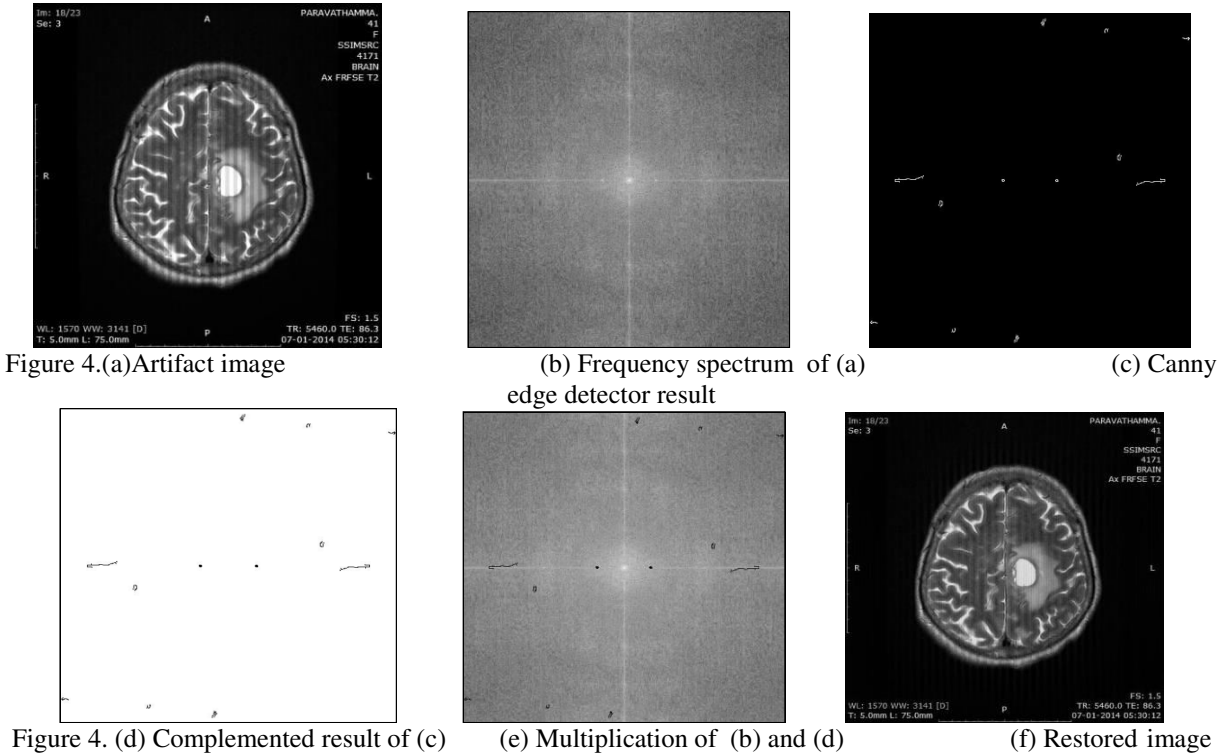 Im: 18/23
Se: 3
A
PARAVATHAMMA.
41
F
SSIMSRC
4171
BRAIN
Ax FRFSE T2
R
L
WL: 1570 WW: 3141 [D]
T: 5.0mm L: 75.0mm
P
FS: 1.5
TR: 5460.0 TE: 86.3
07-01-2014 05:30:12
Figure 4.(a)Artifact image (b) Frequency spectrum of (a) (c) Canny
edge detector result
Im: 18/23
Se: 3
A
PARAVATHAMMA.
41
F
SSIMSRC
4171
BRAIN
Ax FRFSE T2
R
L
WL: 1570 WW: 3141 [D]
T: 5.0mm L: 75.0mm
P
FS: 1.5
TR: 5460.0 TE: 86.3
07-01-2014 05:30:12
Figure 4. (d) Complemented result of (c) (e) Multiplication of (b) and (d) (f) Restored image